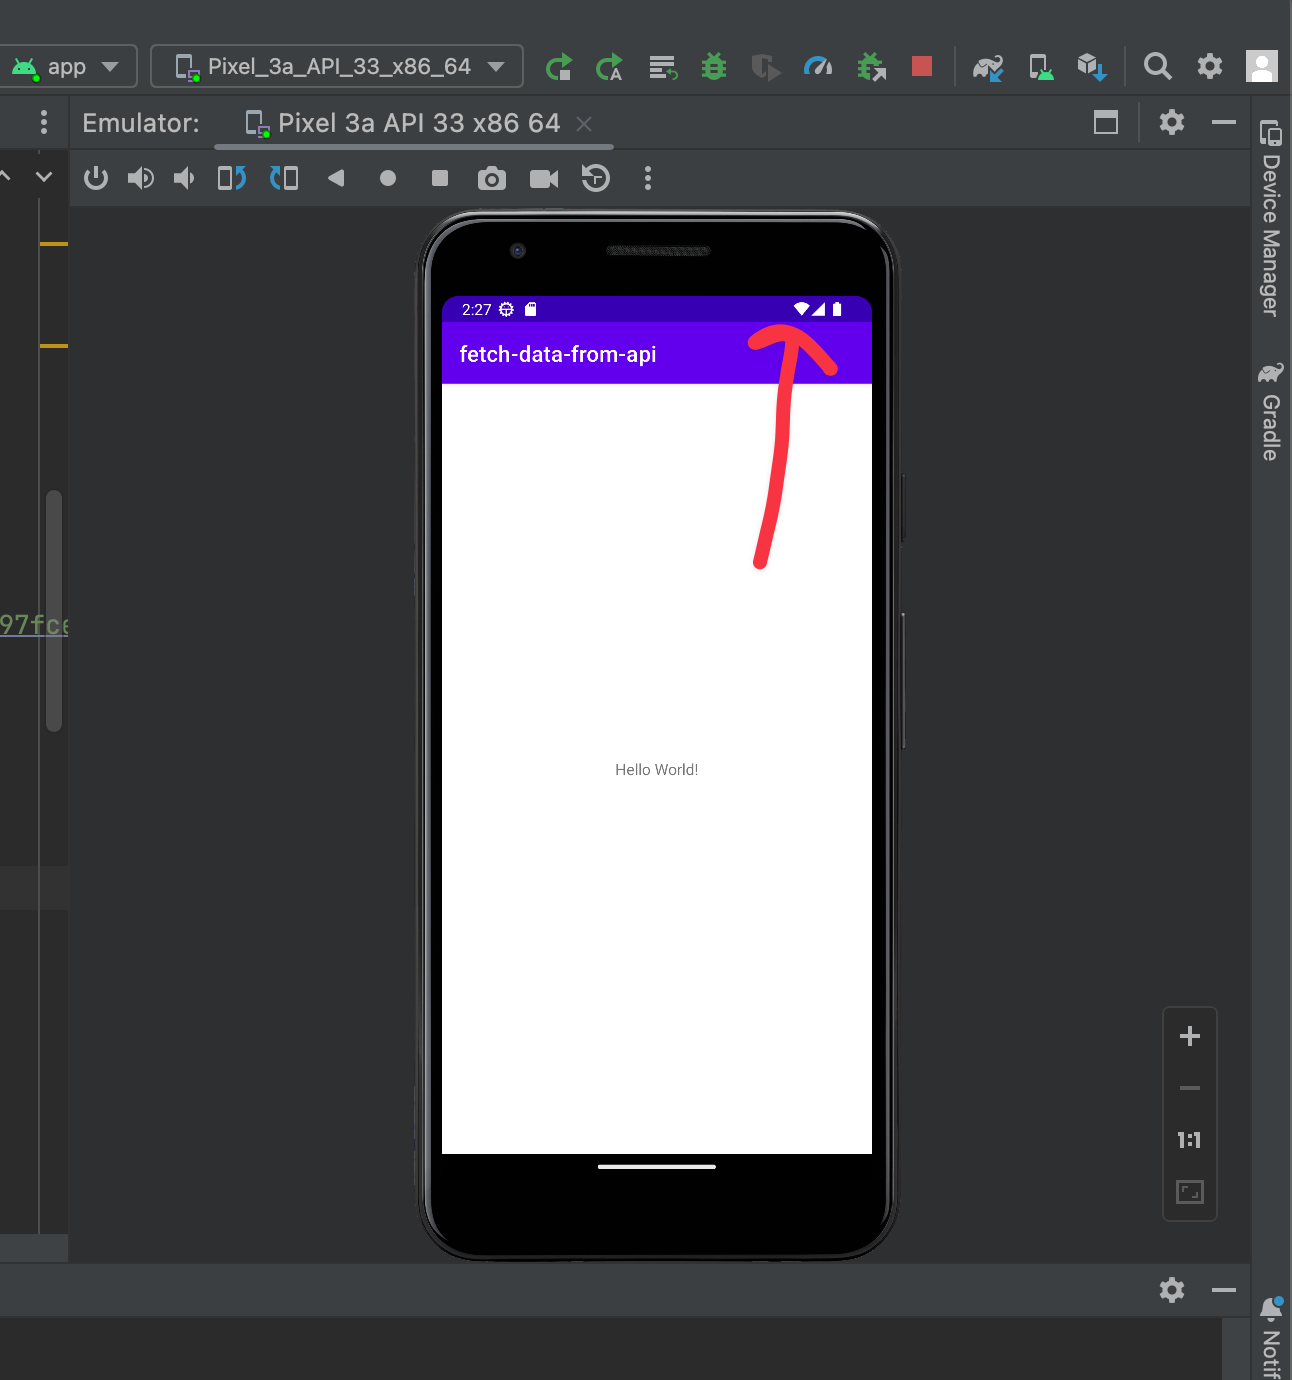 app
Pixel_3a_API_33_x86_64
A
Emulator:
Pixel 3a API 33 x86 64
Device Manager
2:27
fetch-data-from-api
Gradle
97fce
Hello World!
1:1
Notif